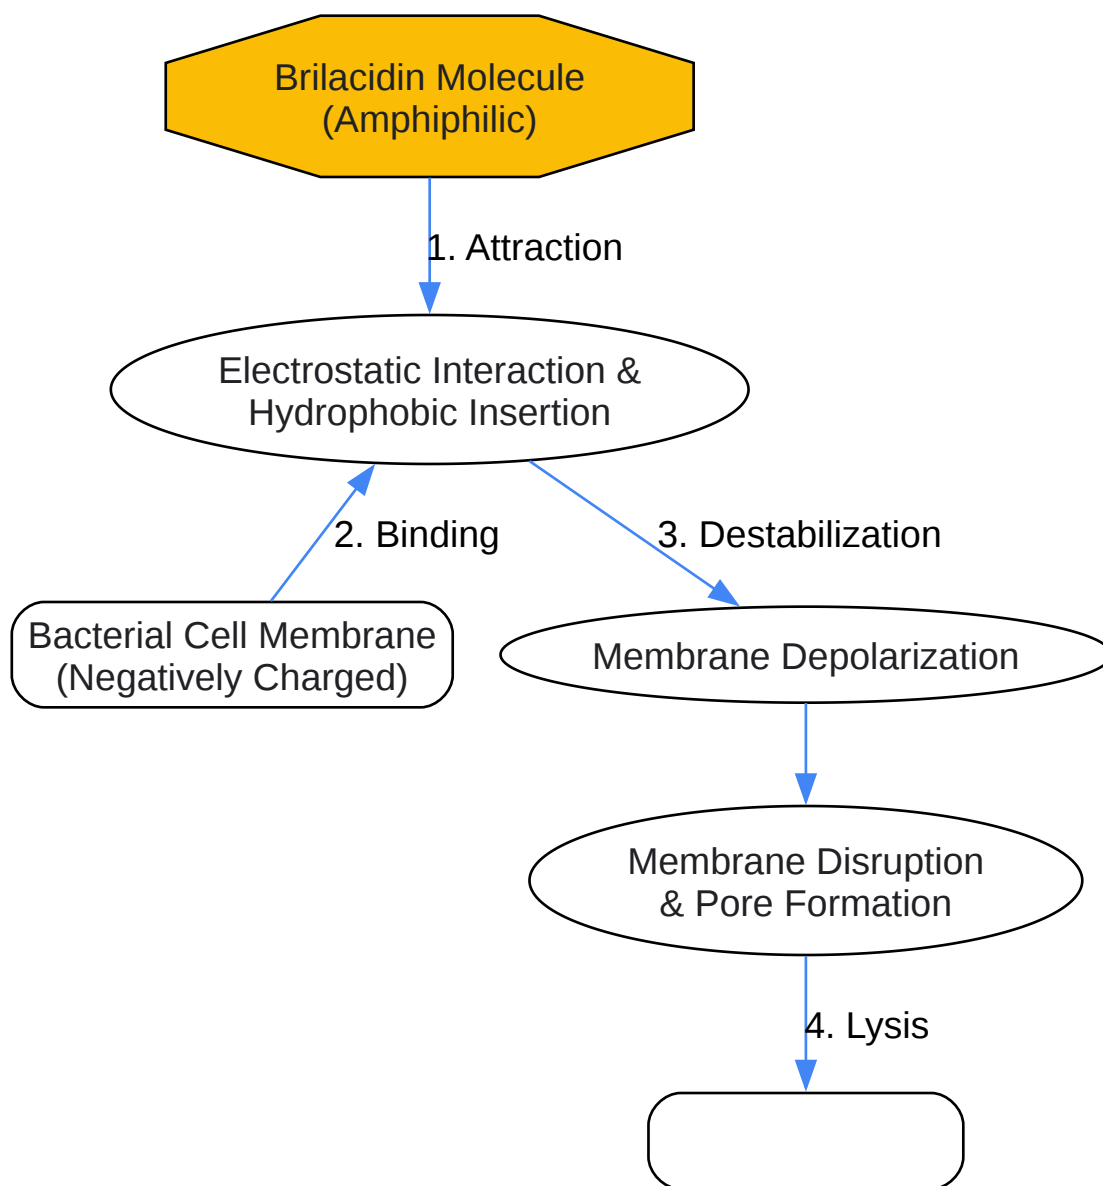 Brilacidin Molecule
(Amphiphilic)
1. Attraction
Electrostatic Interaction &
Hydrophobic Insertion
2. Binding
3. Destabilization
Bacterial Cell Membrane
(Negatively Charged)
Membrane Depolarization
Membrane Disruption
& Pore Formation
4. Lysis